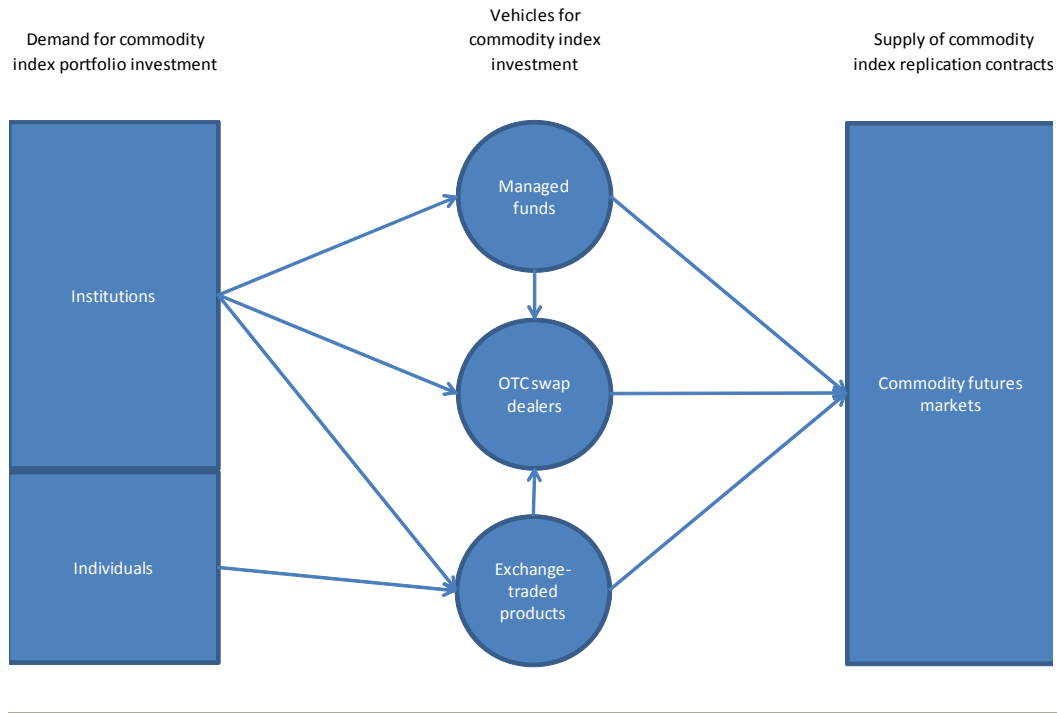 Demand for commodity
index portfolio investment
Vehicles for
commodity index
investment
Supply of commodity
index replication contracts
Institutions
Individuals
Managed
funds
OTC swap
dealers
Exchange-
traded
products
Commodity futures
markets